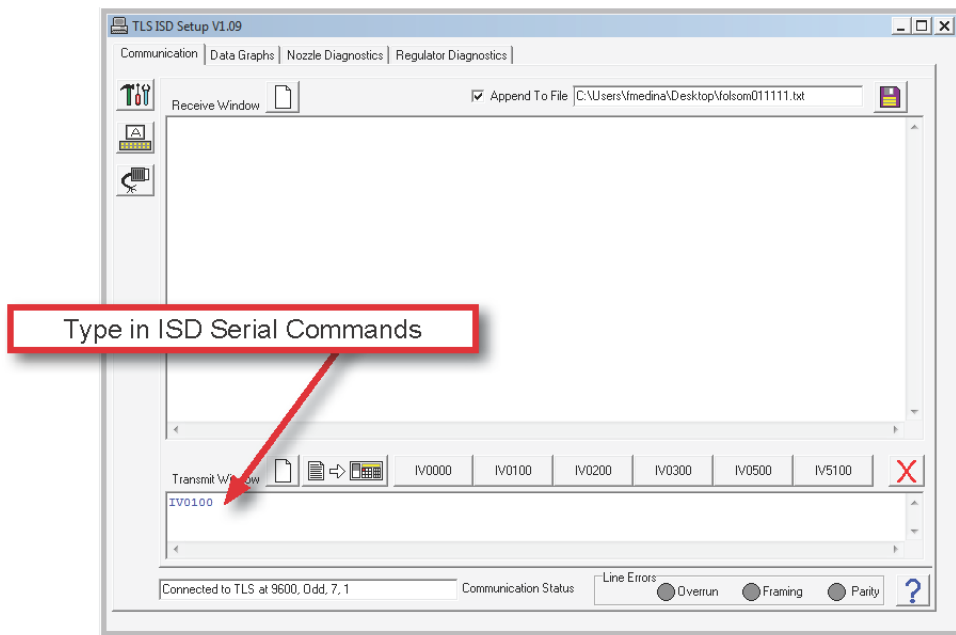 TLS ISD Setup V1.09
Communication Data Graphs Nozzle Diagnostics Regulator Diagnostics
Receive Window
Append To File C:\Users\fmedina\Desktop\folsom011111.txt
Type in ISD Serial Commands
Transmit Window
IV0000 IV0100 IV0200 IV0300 IV0500 IV5100
IV0100
Connected to TLS at 9600, Odd, 7, 1 Communication Status
Line Errors
Overrun Framing Parity